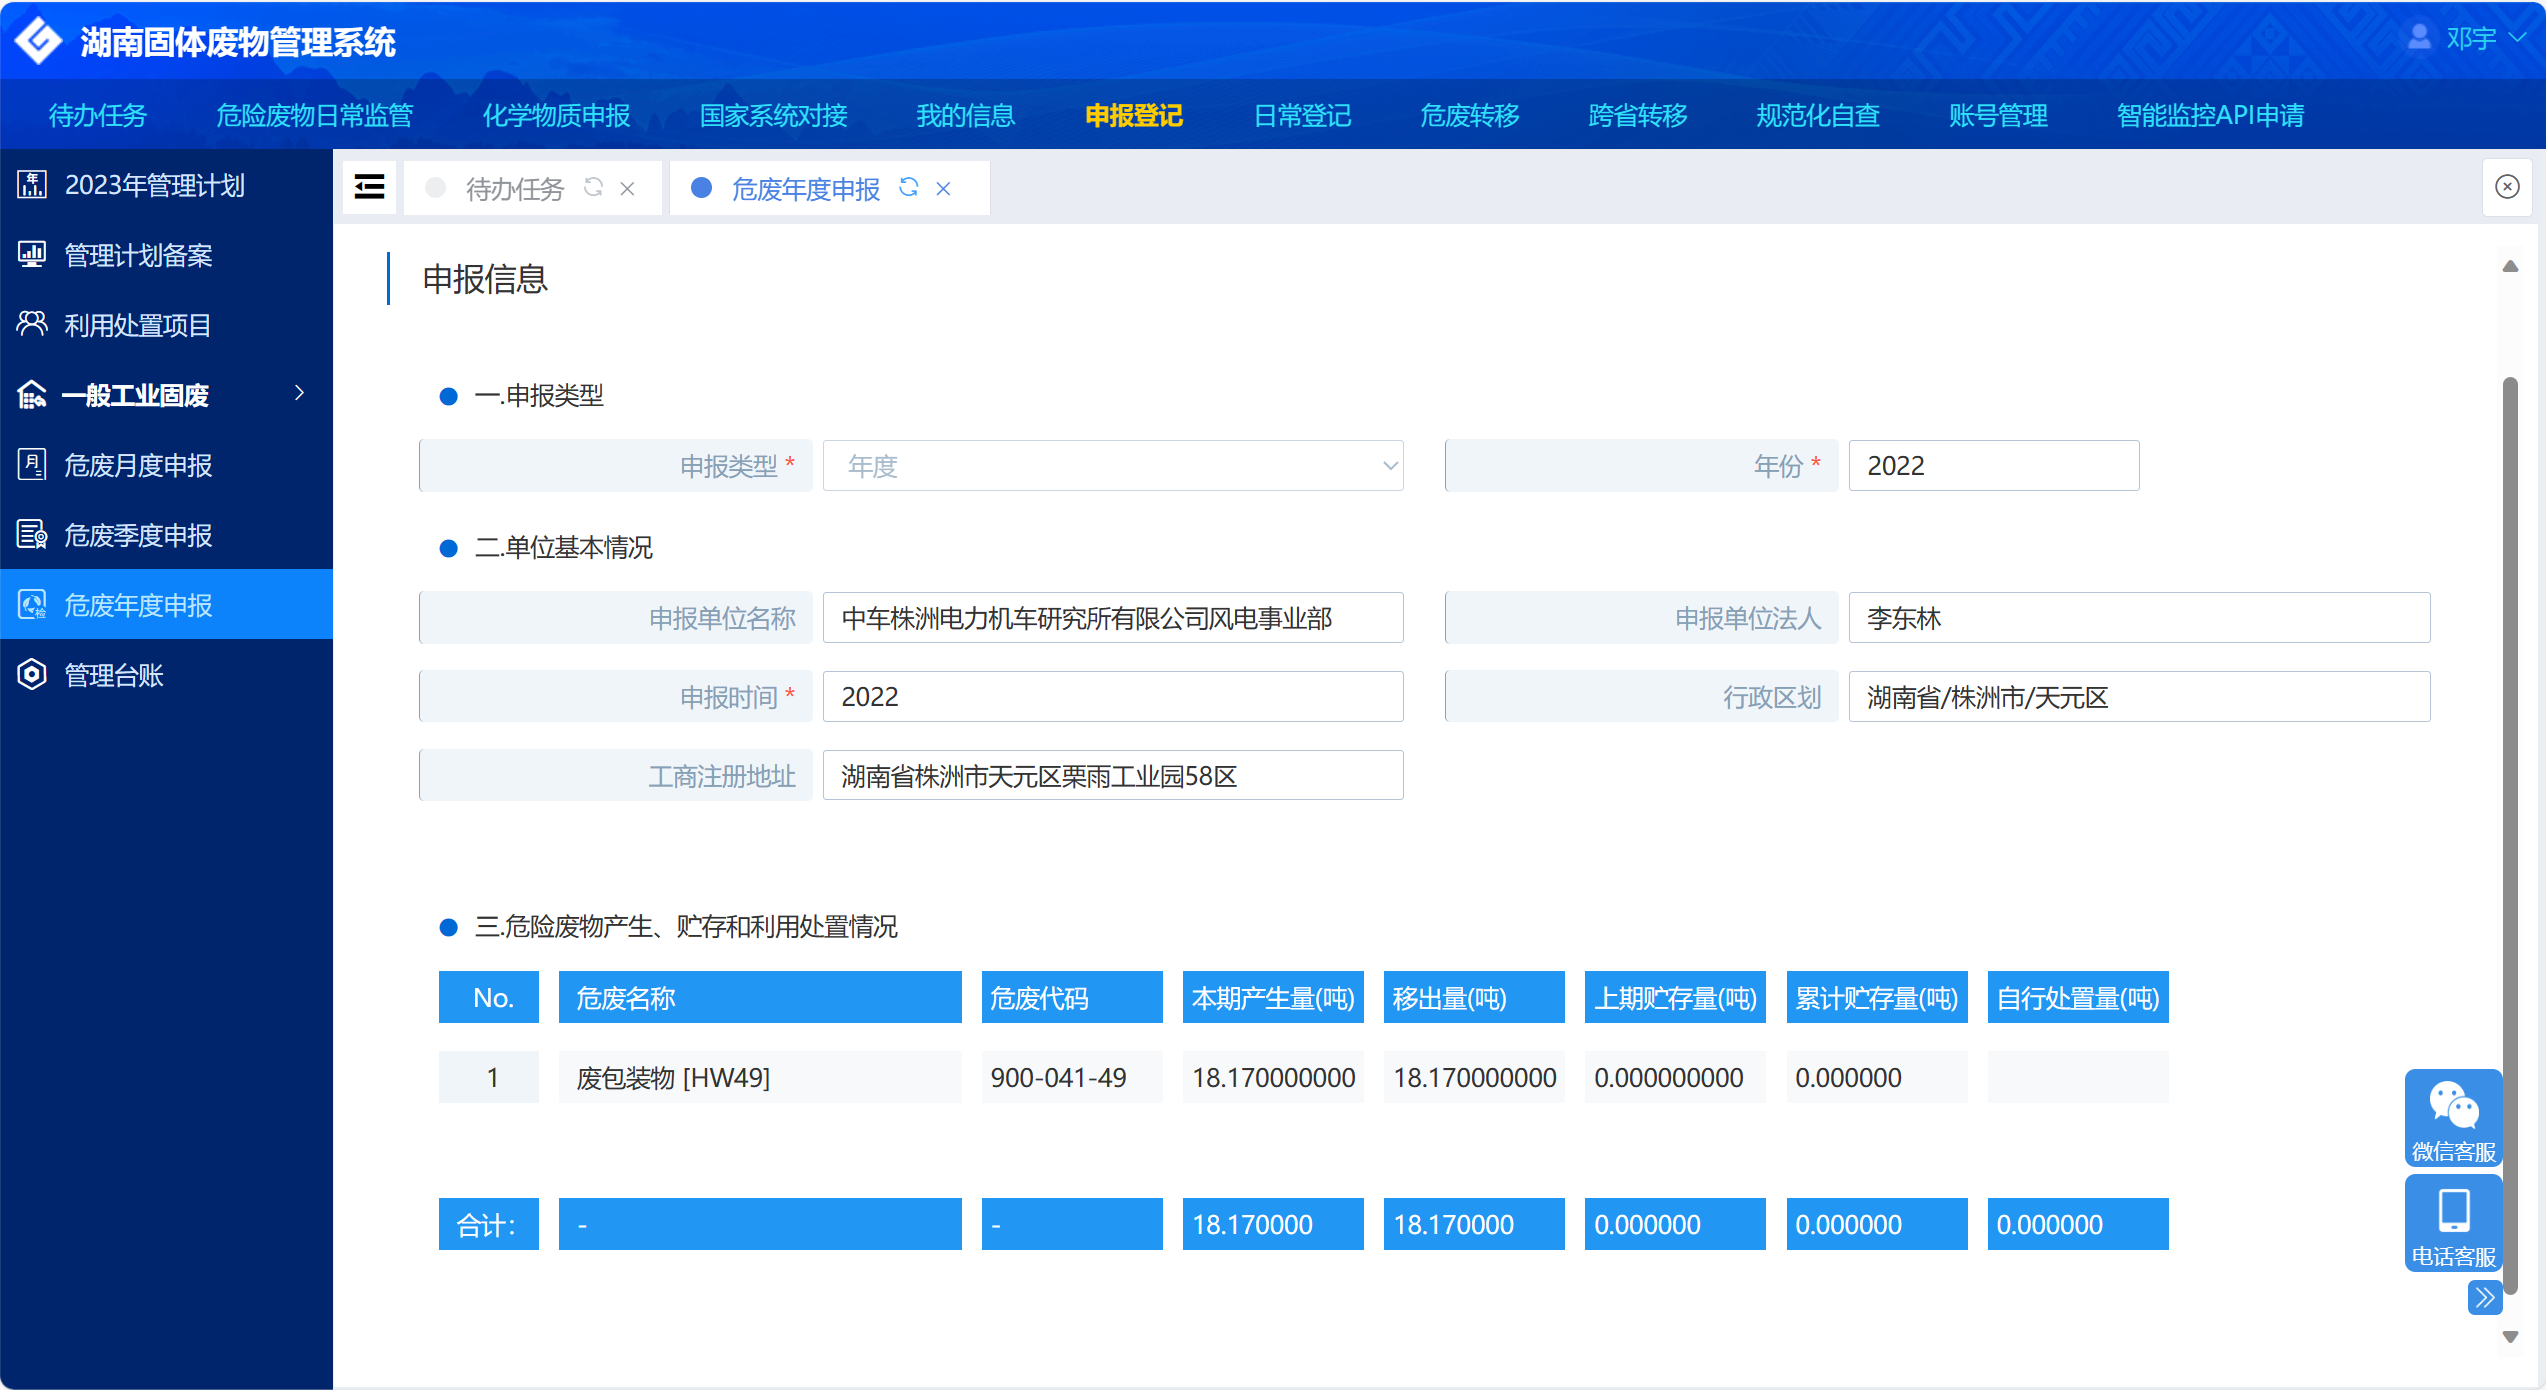 湖南固体废物管理系统
邓宇
待办任务 危险废物日常监管 化学物质申报 国家系统对接 我的信息 申报登记 日常登记 危废转移 跨省转移 规范化自查 账号管理 智能监控API申请
2023年管理计划
管理计划备案
利用处置项目
一般工业固废
危废月度申报
危废季度申报
危废年度申报
管理台账
待办任务 危废年度申报
申报信息
一.申报类型
申报类型 * 年度 年份 * 2022
二.单位基本情况
申报单位名称 中车株洲电力机车研究所有限公司风电事业部 申报单位法人 李东林
申报时间 * 2022 行政区划 湖南省/株洲市/天元区
工商注册地址 湖南省株洲市天元区栗雨工业园58区
三.危险废物产生、贮存和利用处置情况
No. 危废名称 危废代码 本期产生量(吨) 移出量(吨) 上期贮存量(吨) 累计贮存量(吨) 自行处置量(吨)
1 废包装物 [HW49] 900-041-49 18.170000000 18.170000000 0.000000000 0.000000
合计： - - 18.170000 18.170000 0.000000 0.000000 0.000000
微信客服
电话客服